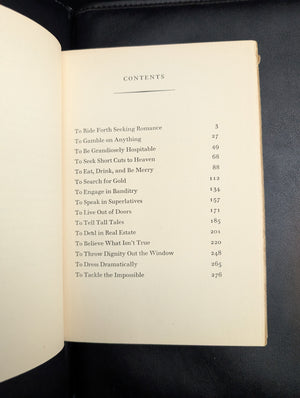 CONTENTS
To Ride Forth Seeking Romance 3
To Gamble on Anything 27
To Be Grandiosely Hospitable 49
To Seek Short Cuts to Heaven 68
To Eat, Drink, and Be Merry 88
To Search for Gold 112
To Engage in Banditry 134
To Speak in Superlatives 157
To Live Out of Doors 171
To Tell Tall Tales 185
To Deal in Real Estate 201
To Believe What Isn't True 220
To Throw Dignity Out the Window 248
To Dress Dramatically 265
To Tackle the Impossible 276